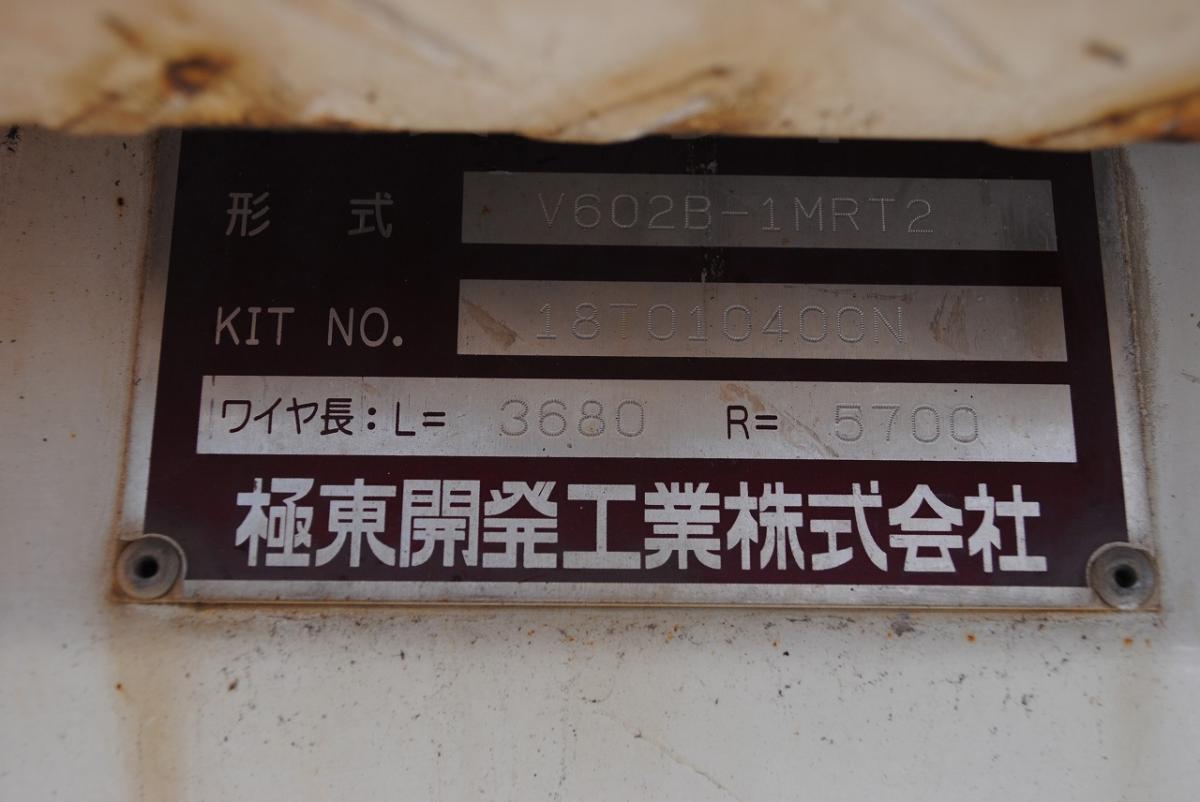 形式 V602B-1MRT2
KIT NO. 18T010400N
ワイヤ長: L= 3680 R= 5700
極東開発工業株式会社